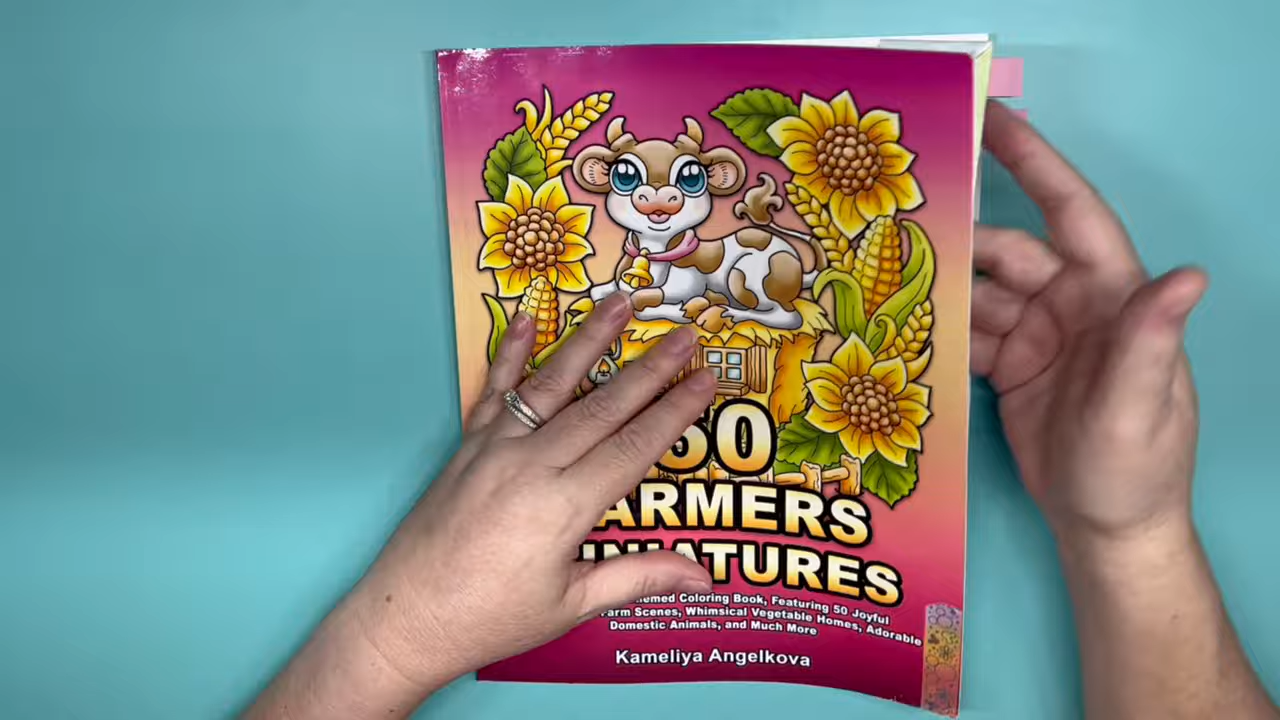 50
ARMERS
INIATURES
hemed Coloring Book, Featuring 50 Joyful
Farm Scenes, Whimsical Vegetable Homes, Adorable
Domestic Animals, and Much More
Kameliya Angelkova